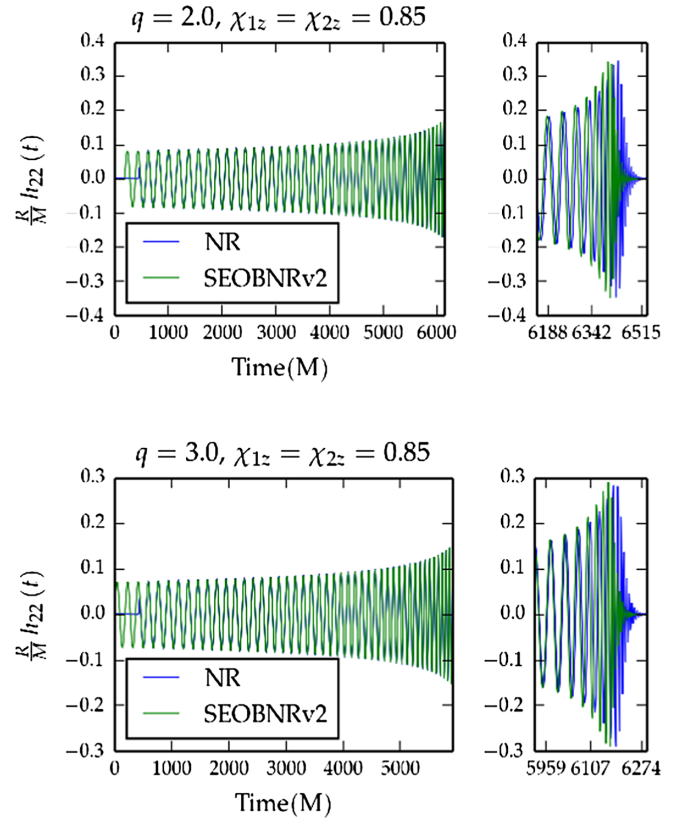 q = 2.0, χ1z = χ2z = 0.85
0.4
0.3
0.2
0.1
0.0
−0.1
−0.2
−0.3
−0.4
R/M h22 (t)
NR
SEOBNRv2
0 1000 2000 3000 4000 5000 6000
Time(M)
0.4
0.3
0.2
0.1
0.0
−0.1
−0.2
−0.3
−0.4
6188 6342 6515
q = 3.0, χ1z = χ2z = 0.85
0.3
0.2
0.1
0.0
−0.1
−0.2
−0.3
R/M h22 (t)
NR
SEOBNRv2
0 1000 2000 3000 4000 5000
Time(M)
0.3
0.2
0.1
0.0
−0.1
−0.2
−0.3
5959 6107 6274